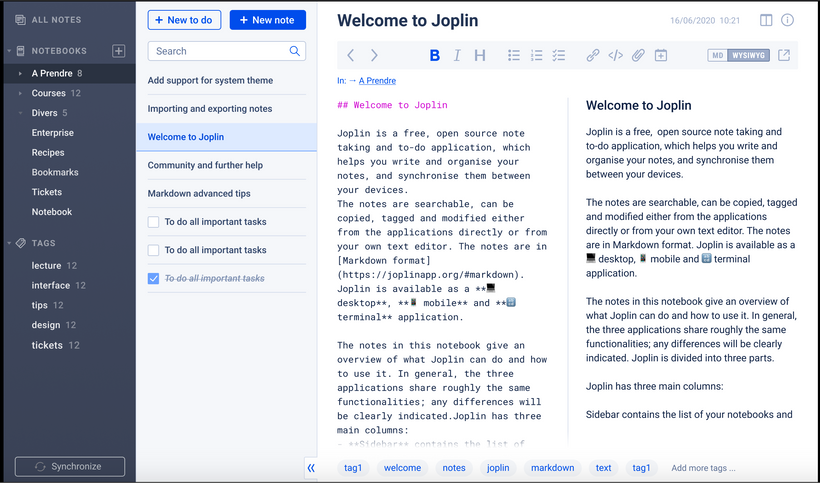 ALL NOTES
NOTEBOOKS
A Prendre 8
Courses 12
Divers 5
Enterprise
Recipes
Bookmarks
Tickets
Notebook
TAGS
lecture 12
interface 12
tips 12
design 12
tickets 12
Synchronize
+ New to do
+ New note
Search
Add support for system theme
Importing and exporting notes
Welcome to Joplin
Community and further help
Markdown advanced tips
To do all important tasks
To do all important tasks
To do all important tasks
Welcome to Joplin
16/06/2020 10:21
B I H
MD WYSIWYG
In: → A Prendre
## Welcome to Joplin
Joplin is a free, open source note
taking and to-do application, which
helps you write and organise your
notes, and synchronise them between
your devices.
The notes are searchable, can be
copied, tagged and modified either
from the applications directly or from
your own text editor. The notes are in
[Markdown format]
(https://joplinapp.org/#markdown).
Joplin is available as a **💻
desktop**, **📱 mobile** and **🔡
terminal** application.
The notes in this notebook give an
overview of what Joplin can do and how
to use it. In general, the three
applications share roughly the same
functionalities; any differences will
be clearly indicated.Joplin has three
main columns:
- **Sidebar** contains the list of
Welcome to Joplin
Joplin is a free, open source note taking and
to-do application, which helps you write and
organise your notes, and synchronise them
between your devices.
The notes are searchable, can be copied, tagged
and modified either from the applications
directly or from your own text editor. The notes
are in Markdown format. Joplin is available as a
💻 desktop, 📱 mobile and 🔡 terminal
application.
The notes in this notebook give an overview of
what Joplin can do and how to use it. In general,
the three applications share roughly the same
functionalities; any differences will be clearly
indicated. Joplin is divided into three parts.
Joplin has three main columns:
Sidebar contains the list of your notebooks and
tag1
welcome
notes
joplin
markdown
text
tag1
Add more tags ...